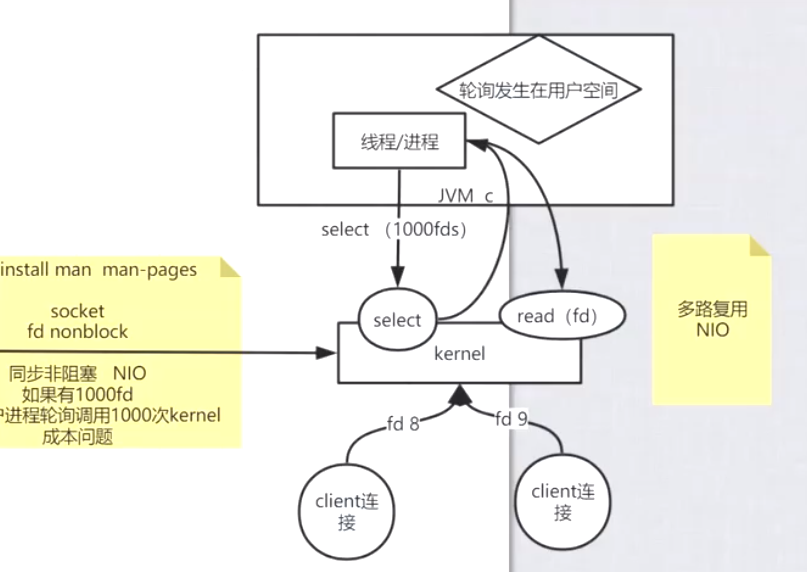 轮询发生在用户空间
线程/进程
JVM c
select （1000fds）
install man man-pages
socket
fd nonblock
同步非阻塞 NIO
如果有1000fd
进程轮询调用1000次kernel
成本问题
select
read（fd）
kernel
多路复用
NIO
fd 8
fd 9
client连
接
client连
接